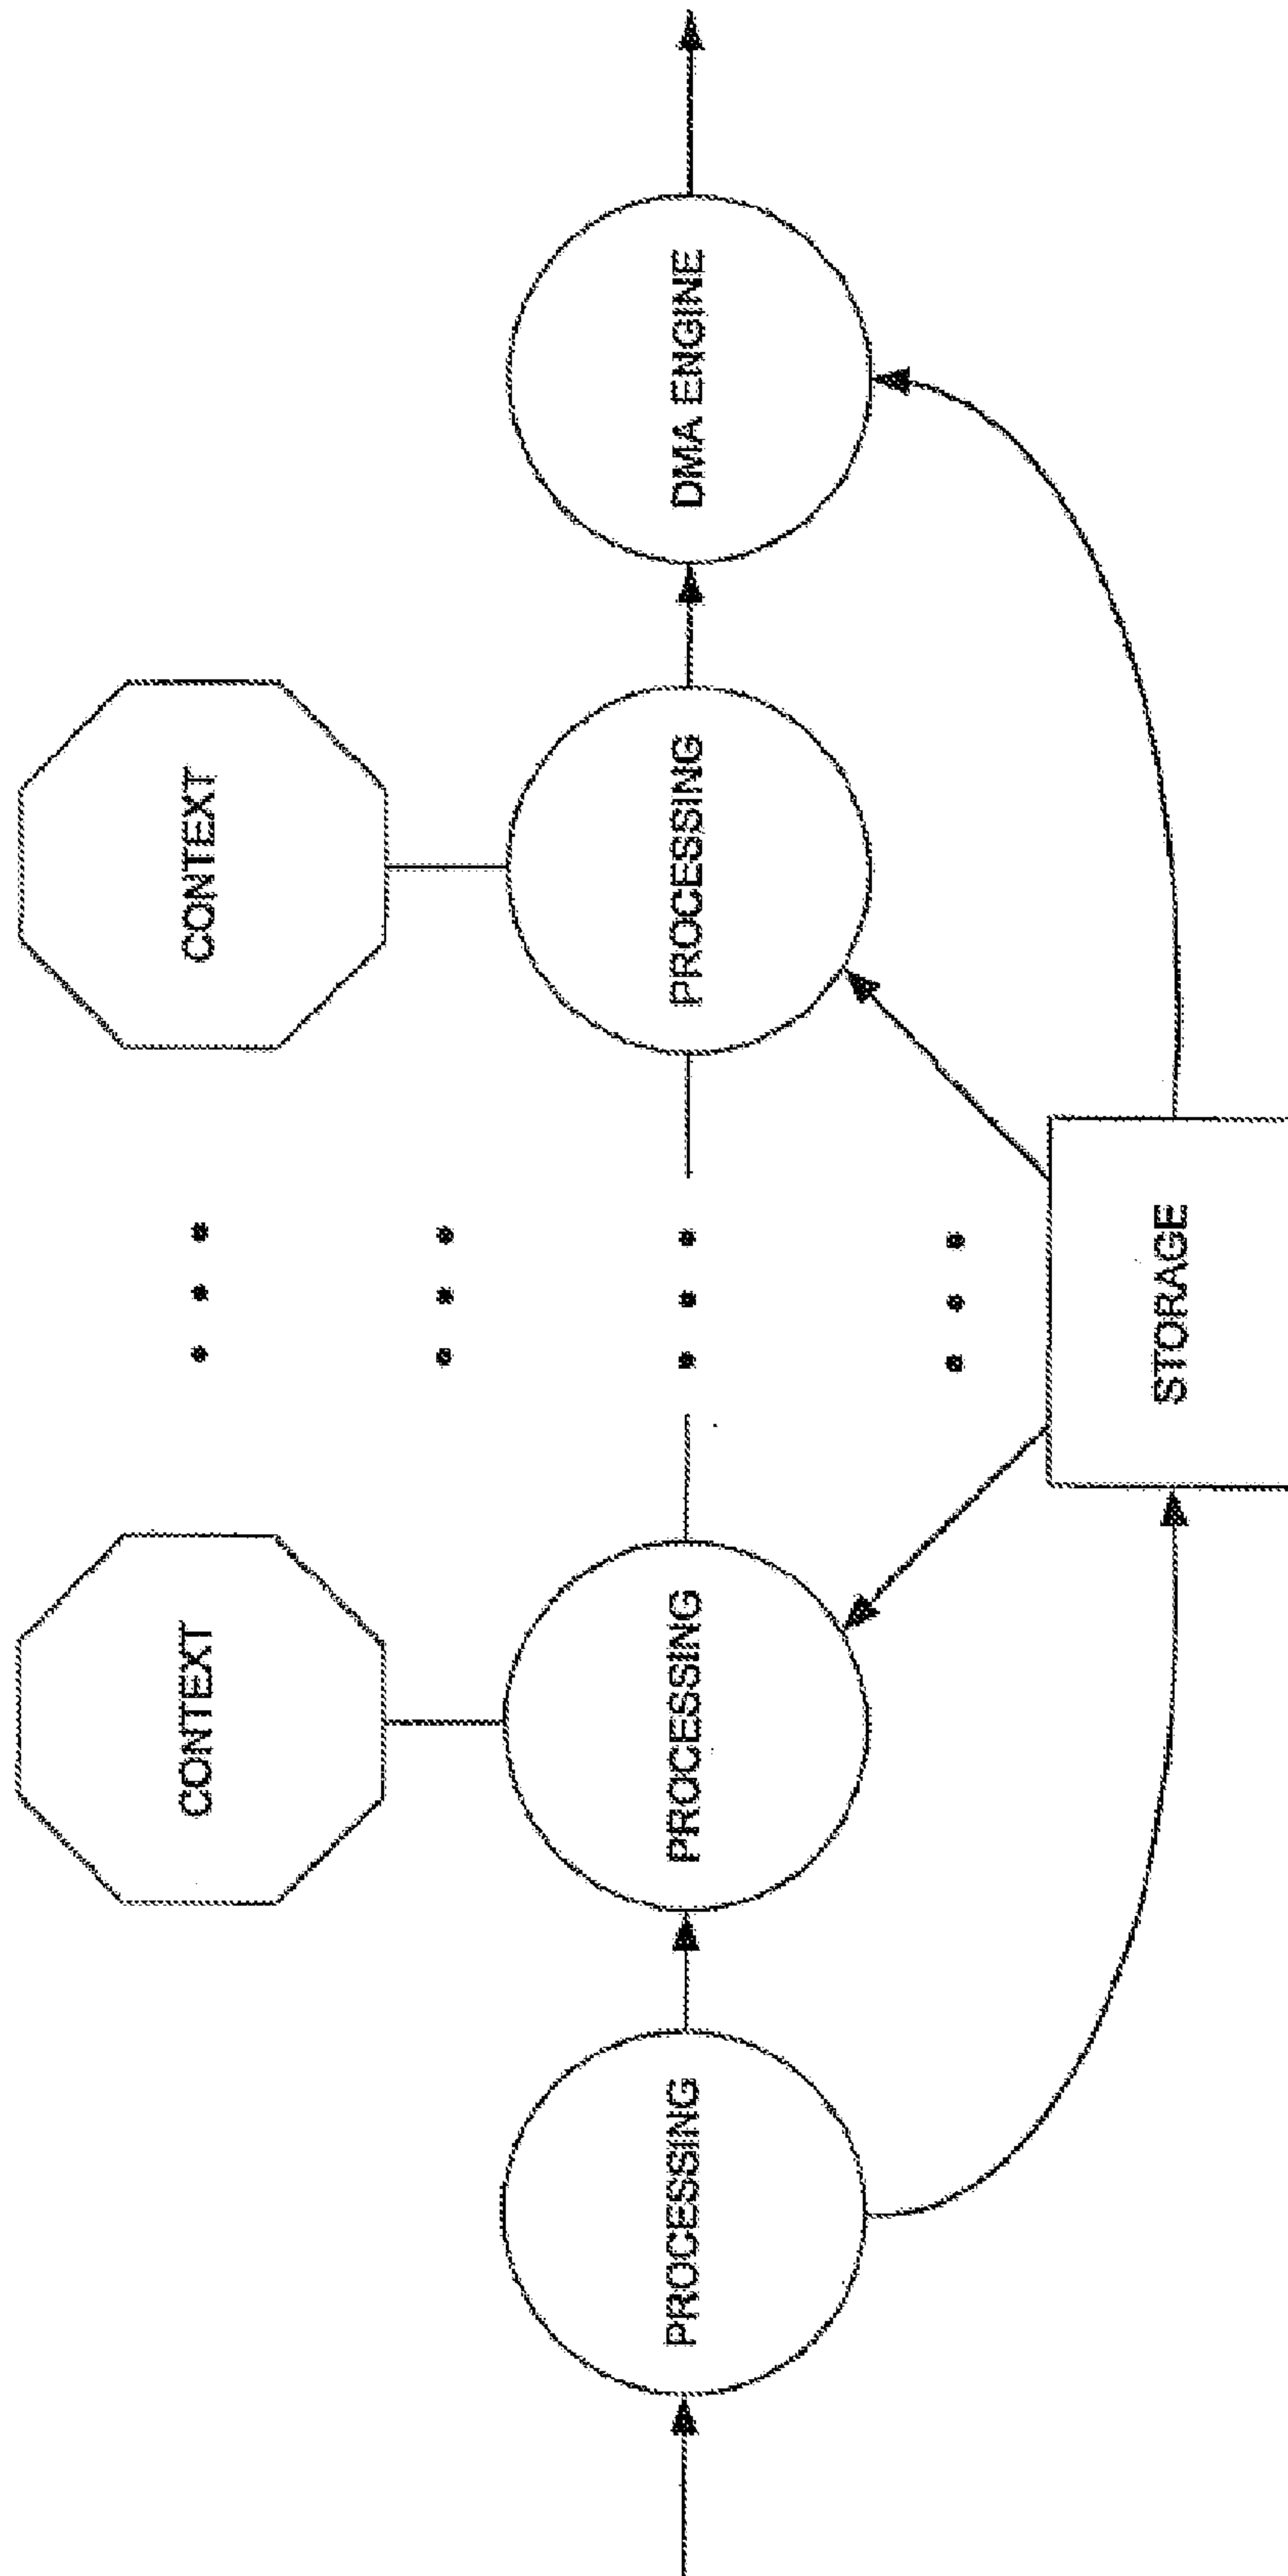 CONTEXT
CONTEXT
PROCESSING
PROCESSING
PROCESSING
DMA ENGINE
STORAGE